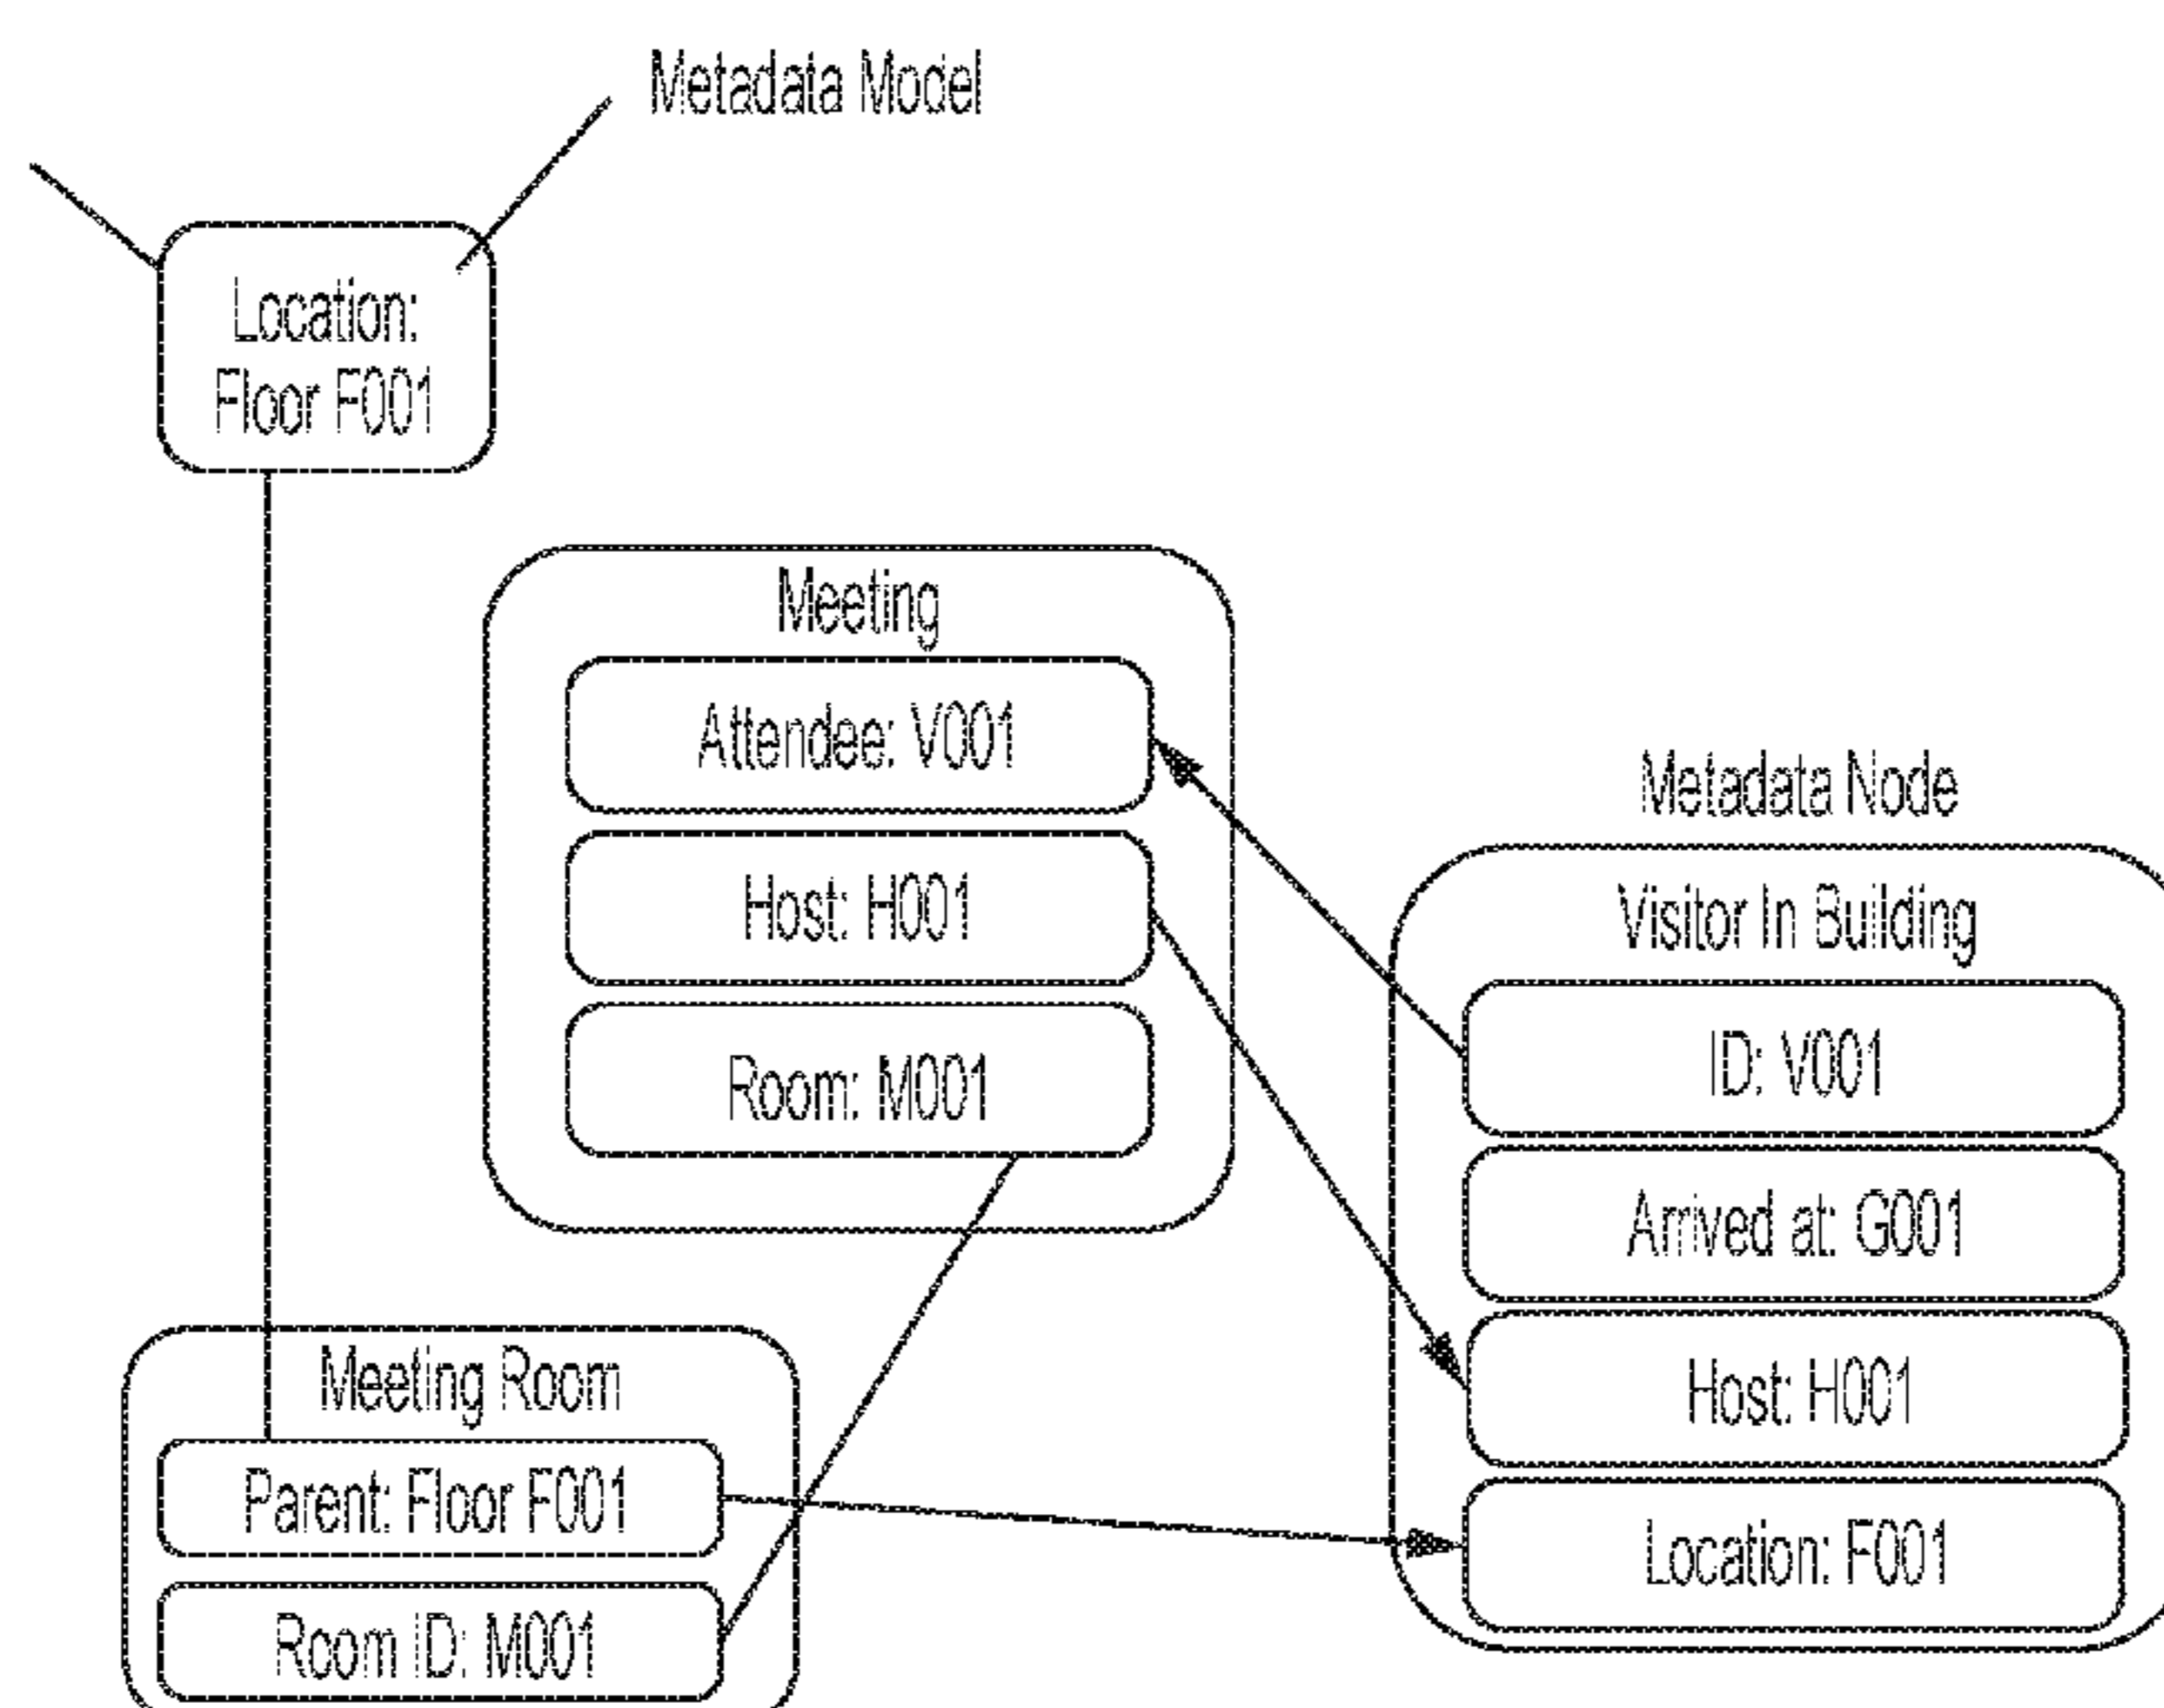 Metadata Model
Location:
Floor F001
Meeting
Attendee: V001
Host: H001
Room: M001
Metadata Node
Visitor In Building
ID: V001
Arrived at: G001
Host: H001
Location: F001
Meeting Room
Parent: Floor F001
Room ID: M001